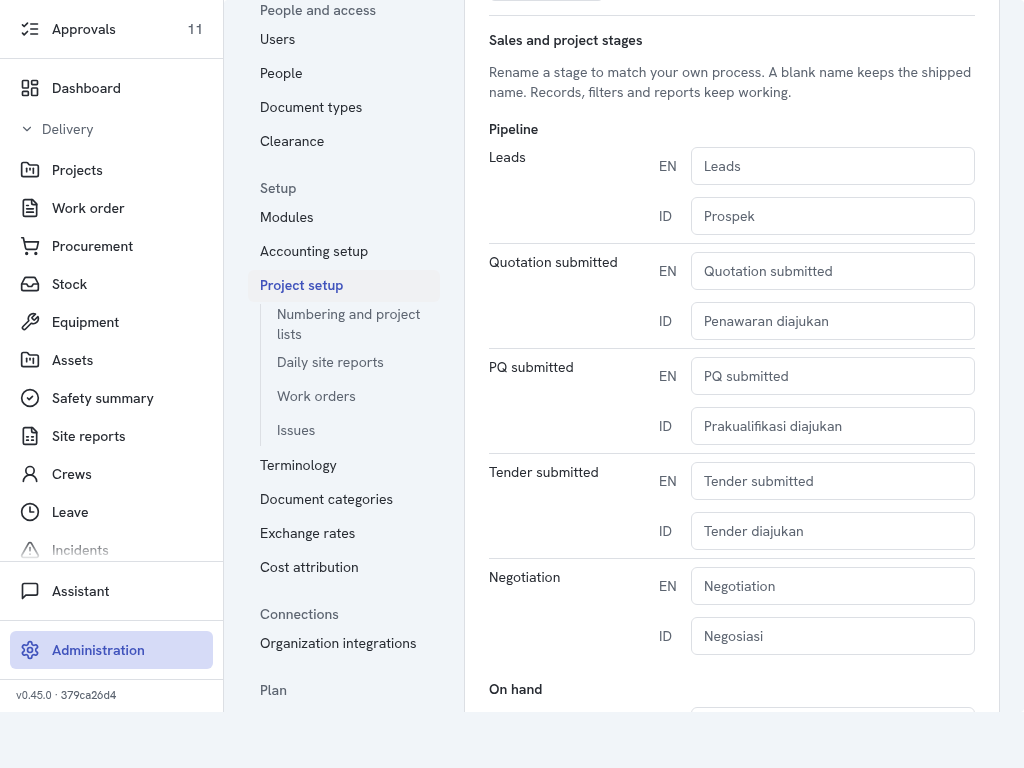 Approvals 11
Dashboard
Delivery
Projects
Work order
Procurement
Stock
Equipment
Assets
Safety summary
Site reports
Crews
Leave
Incidents
Assistant
Administration
v0.45.0 · 379ca26d4
People and access
Users
People
Document types
Clearance
Setup
Modules
Accounting setup
Project setup
Numbering and project
lists
Daily site reports
Work orders
Issues
Terminology
Document categories
Exchange rates
Cost attribution
Connections
Organization integrations
Plan
Sales and project stages
Rename a stage to match your own process. A blank name keeps the shipped
name. Records, filters and reports keep working.
Pipeline
Leads EN Leads
ID Prospek
Quotation submitted EN Quotation submitted
ID Penawaran diajukan
PQ submitted EN PQ submitted
ID Prakualifikasi diajukan
Tender submitted EN Tender submitted
ID Tender diajukan
Negotiation EN Negotiation
ID Negosiasi
On hand